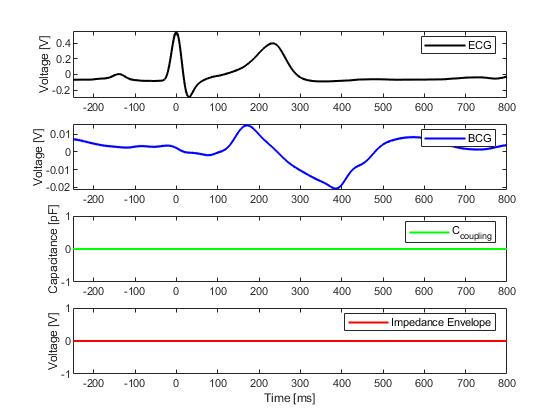 Voltage [V]
0.4
0.2
0
-0.2
ECG
-200 -100 0 100 200 300 400 500 600 700 800
Voltage [V]
0.01
0
-0.01
-0.02
BCG
-200 -100 0 100 200 300 400 500 600 700 800
Capacitance [pF]
1
0
-1
Ccoupling
-200 -100 0 100 200 300 400 500 600 700 800
Voltage [V]
1
0
-1
Impedance Envelope
-200 -100 0 100 200 300 400 500 600 700 800
Time [ms]